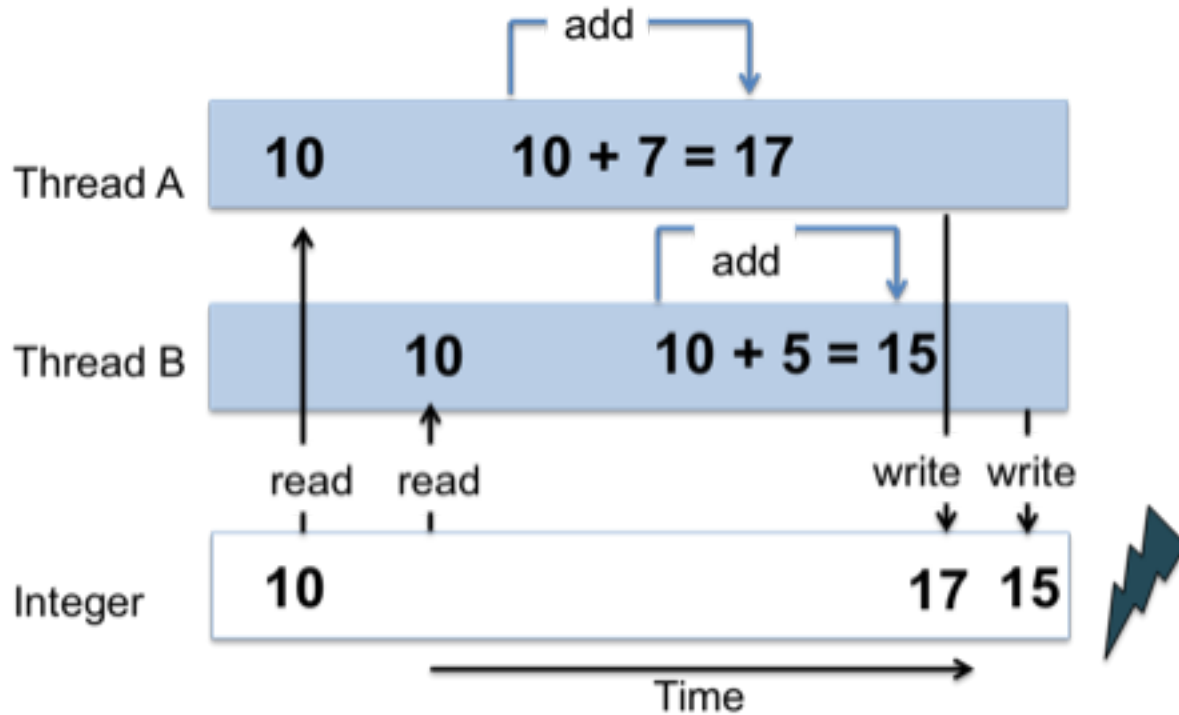 add
10 10 + 7 = 17
Thread A
add
Thread B
10 10 + 5 = 15
read read write write
10 17 15
Integer
Time